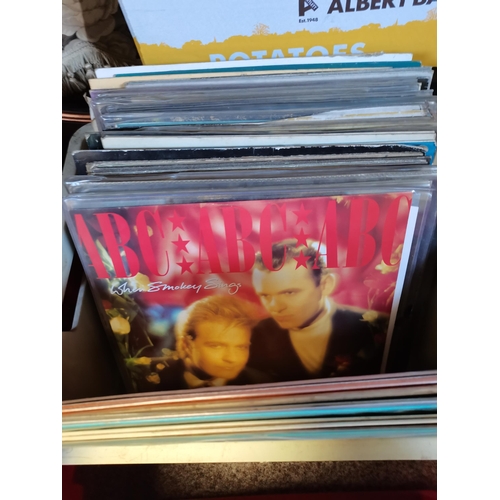 ALBERT BA
Est.1948
POTATOES
ABC★ABC★ABC
When Smokey Sings